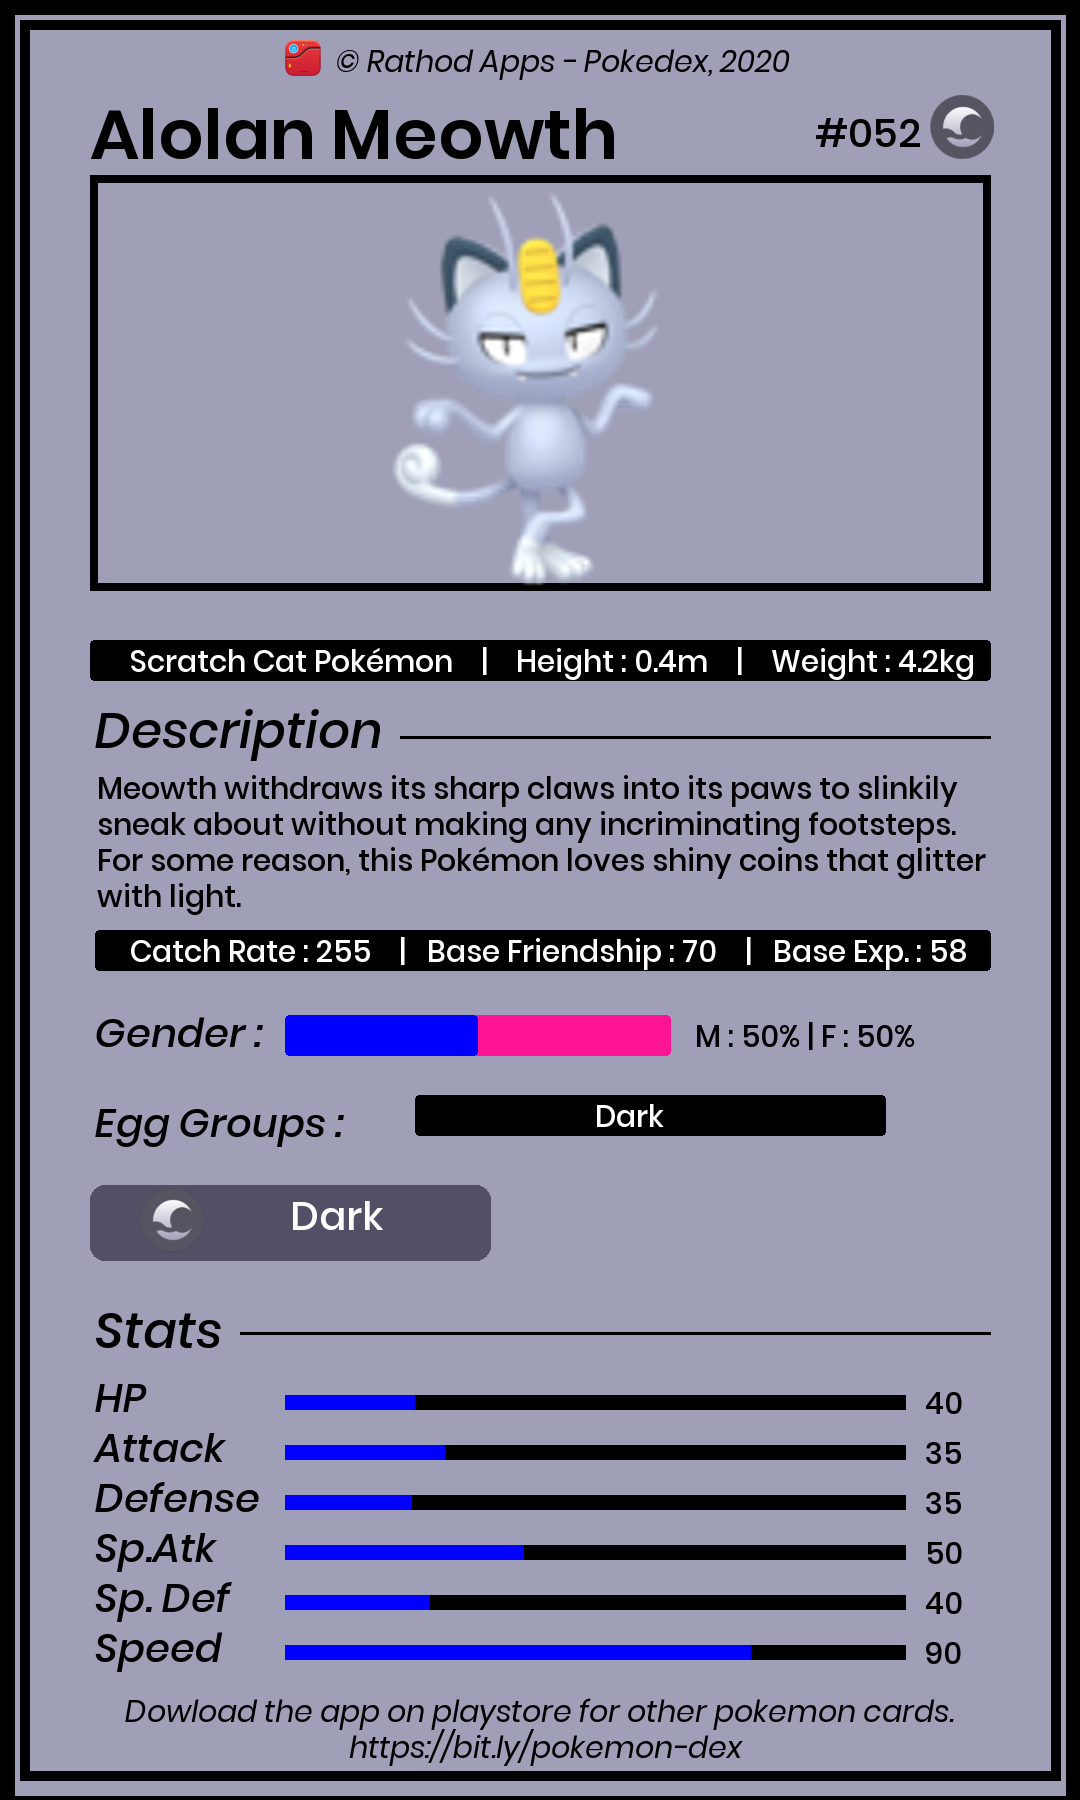 © Rathod Apps - Pokedex, 2020
Alolan Meowth #052
Scratch Cat Pokémon | Height : 0.4m | Weight : 4.2kg
Description
Meowth withdraws its sharp claws into its paws to slinkily
sneak about without making any incriminating footsteps.
For some reason, this Pokémon loves shiny coins that glitter
with light.
Catch Rate : 255 | Base Friendship : 70 | Base Exp. : 58
Gender : M : 50% | F : 50%
Egg Groups : Dark
Dark
Stats
HP 40
Attack 35
Defense 35
Sp.Atk 50
Sp. Def 40
Speed 90
Dowload the app on playstore for other pokemon cards.
https://bit.ly/pokemon-dex